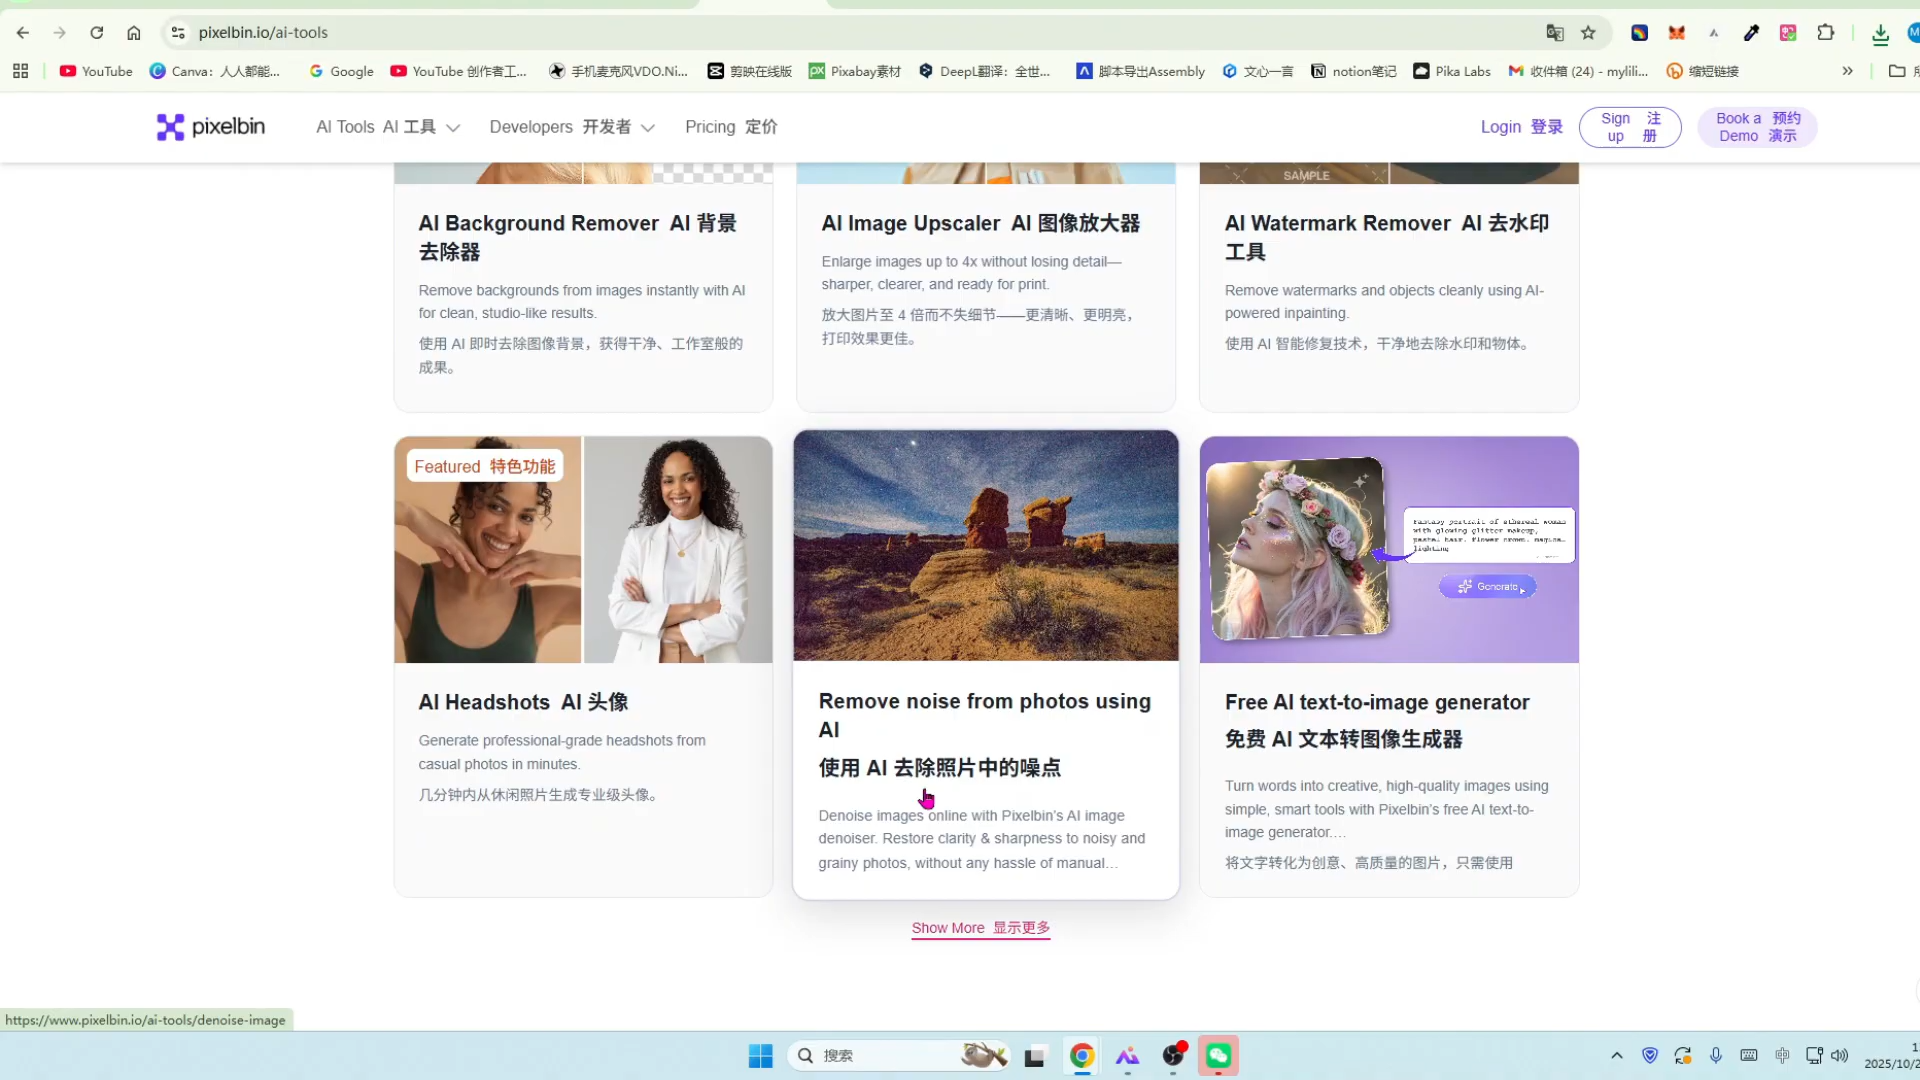 pixelbin.io/ai-tools
YouTube
Canva：人人都能...
Google
YouTube 创作者工...
手机麦克风VDO.Ni...
剪映在线版
Pixabay素材
DeepL翻译：全世...
脚本导出Assembly
文心一言
notion笔记
Pika Labs
收件箱 (24) - mylili...
缩短链接
pixelbin
AI Tools AI 工具
Developers 开发者
Pricing 定价
Login 登录
Sign up 注册
Book a Demo 预约演示
SAMPLE
AI Background Remover AI 背景
去除器
Remove backgrounds from images instantly with AI
for clean, studio-like results.
使用 AI 即时去除图像背景，获得干净、工作室般的
成果。
AI Image Upscaler AI 图像放大器
Enlarge images up to 4x without losing detail—
sharper, clearer, and ready for print.
放大图片至 4 倍而不失细节——更清晰、更明亮，
打印效果更佳。
AI Watermark Remover AI 去水印
工具
Remove watermarks and objects cleanly using AI-
powered inpainting.
使用 AI 智能修复技术，干净地去除水印和物体。
Featured 特色功能
AI Headshots AI 头像
Generate professional-grade headshots from
casual photos in minutes.
几分钟内从休闲照片生成专业级头像。
Remove noise from photos using
AI
使用 AI 去除照片中的噪点
Denoise images online with Pixelbin's AI image
denoiser. Restore clarity & sharpness to noisy and
grainy photos, without any hassle of manual...
Fantasy portrait of ethereal woman
with glowing glitter makeup,
pastel hair, flower crown, magical
lighting
Generate
Free AI text-to-image generator
免费 AI 文本转图像生成器
Turn words into creative, high-quality images using
simple, smart tools with Pixelbin's free AI text-to-
image generator....
将文字转化为创意、高质量的图片，只需使用
Show More 显示更多
https://www.pixelbin.io/ai-tools/denoise-image
搜索
中
2025/10/2